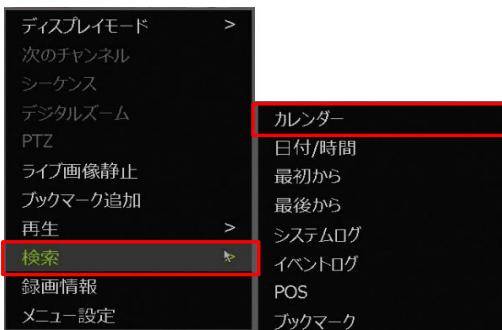 ディスプレイモード >
次のチャンネル
シーケンス
デジタルズーム
PTZ
ライブ画像静止
ブックマーク追加
再生 >
検索 >
録画情報
メニュー設定
カレンダー
日付/時間
最初から
最後から
システムログ
イベントログ
POS
ブックマーク